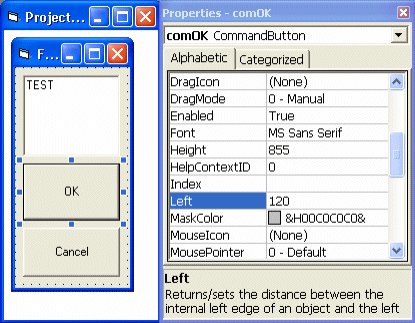 Project...
F...
TEST
OK
Cancel
Properties - comOK
comOK CommandButton
Alphabetic Categorized
DragIcon (None)
DragMode 0 - Manual
Enabled True
Font MS Sans Serif
Height 855
HelpContextID 0
Index
Left 120
MaskColor &H00C0C0C0&
MouseIcon (None)
MousePointer 0 - Default
Left
Returns/sets the distance between the
internal left edge of an object and the left